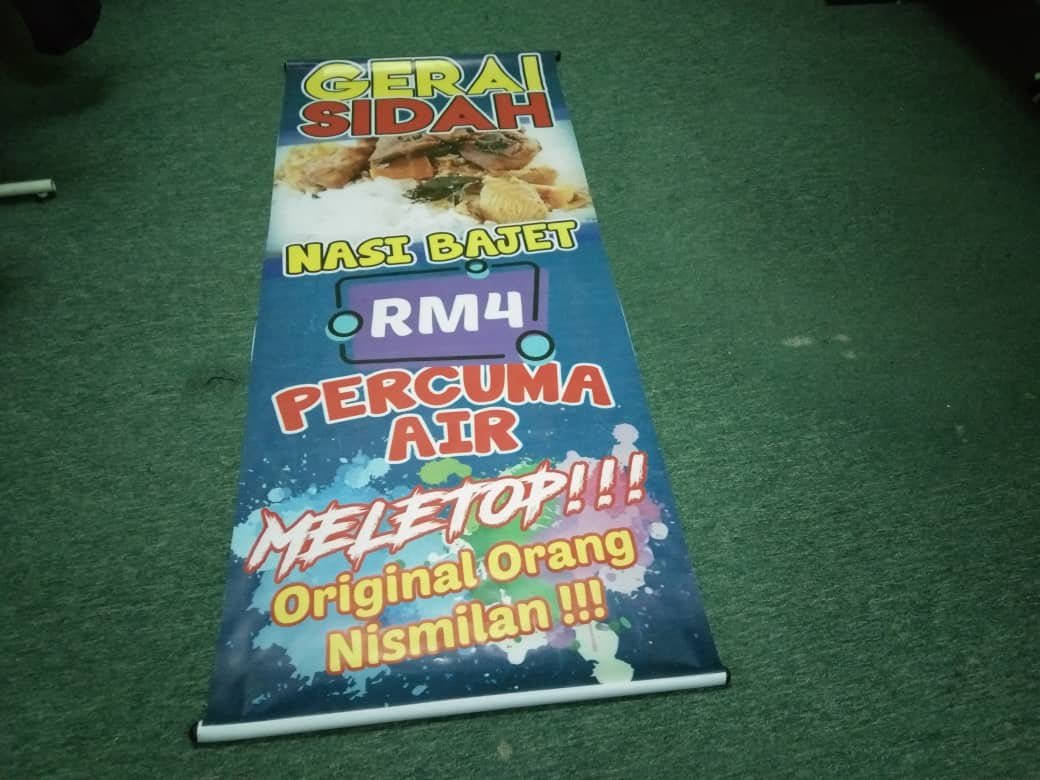 GERAI
SIDAH
NASI BAJET
RM4
PERCUMA
AIR
MELETOP!!!
Original Orang
Nismilan !!!